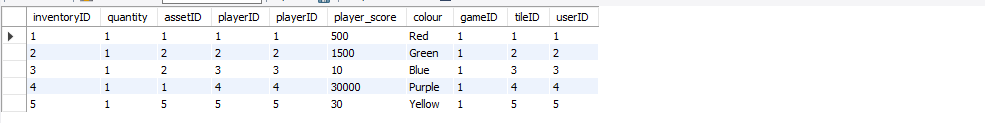 inventoryID quantity assetID playerID playerID player_score colour gameID tileID userID
1 1 1 1 1 500 Red 1 1 1
2 1 2 2 2 1500 Green 1 2 2
3 1 2 3 3 10 Blue 1 3 3
4 1 1 4 4 30000 Purple 1 4 4
5 1 5 5 5 30 Yellow 1 5 5